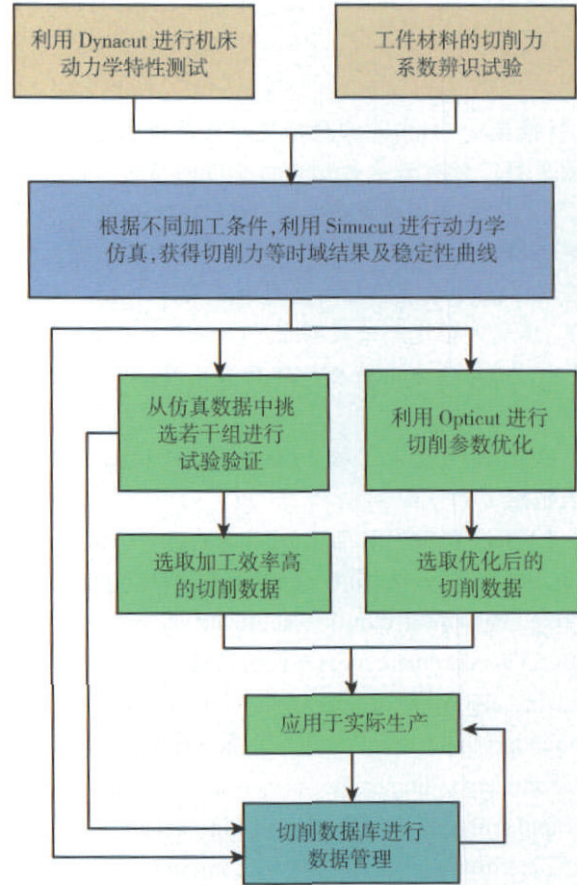 利用 Dynacut 进行机床
动力学特性测试
工件材料的切削力
系数辨识试验
根据不同加工条件，利用 Simucut 进行动力学
仿真，获得切削力等时域结果及稳定性曲线
从仿真数据中挑
选若干组进行
试验验证
利用 Opticut 进行
切削参数优化
选取加工效率高
的切削数据
选取优化后的
切削数据
应用于实际生产
切削数据库进行
数据管理